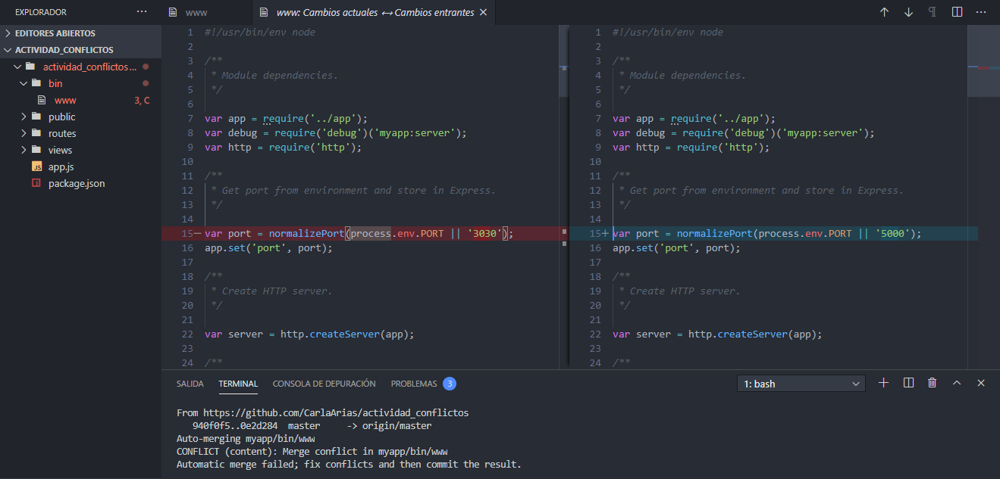 EXPLORADOR
EDITORES ABIERTOS
ACTIVIDAD_CONFLICTOS
actividad_conflictos...
bin
www 3, C
public
routes
views
JS app.js
package.json
www
www: Cambios actuales ↔ Cambios entrantes
1 #!/usr/bin/env node
2
3 /**
4  * Module dependencies.
5  */
6
7 var app = require('../app');
8 var debug = require('debug')('myapp:server');
9 var http = require('http');
10
11 /**
12  * Get port from environment and store in Express.
13  */
14
15− var port = normalizePort(process.env.PORT || '3030');
16 app.set('port', port);
17
18 /**
19  * Create HTTP server.
20  */
21
22 var server = http.createServer(app);
23
24 /**
1 #!/usr/bin/env node
2
3 /**
4  * Module dependencies.
5  */
6
7 var app = require('../app');
8 var debug = require('debug')('myapp:server');
9 var http = require('http');
10
11 /**
12  * Get port from environment and store in Express.
13  */
14
15+ var port = normalizePort(process.env.PORT || '5000');
16 app.set('port', port);
17
18 /**
19  * Create HTTP server.
20  */
21
22 var server = http.createServer(app);
23
24 /**
SALIDA TERMINAL CONSOLA DE DEPURACIÓN PROBLEMAS 3 1: bash
From https://github.com/CarlaArias/actividad_conflictos
   940f0f5..0e2d284  master     -> origin/master
Auto-merging myapp/bin/www
CONFLICT (content): Merge conflict in myapp/bin/www
Automatic merge failed; fix conflicts and then commit the result.